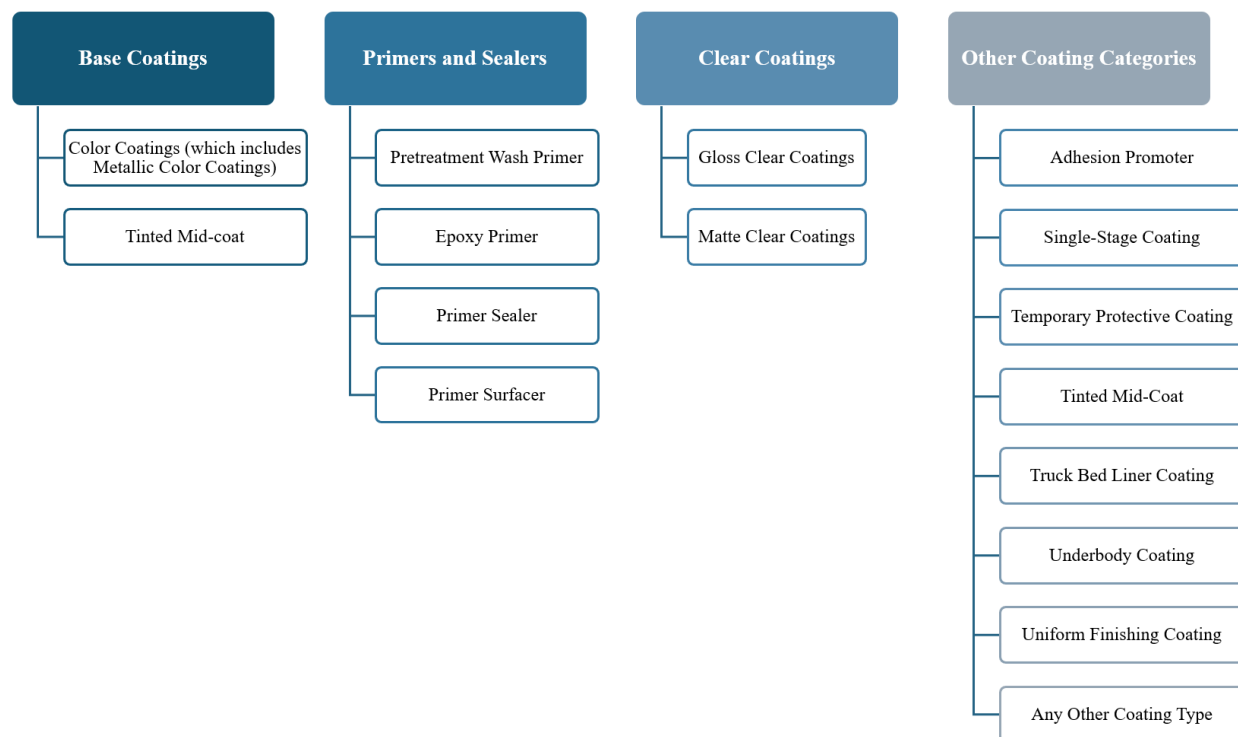 Base Coatings
Color Coatings (which includes
Metallic Color Coatings)
Tinted Mid-coat
Primers and Sealers
Pretreatment Wash Primer
Epoxy Primer
Primer Sealer
Primer Surfacer
Clear Coatings
Gloss Clear Coatings
Matte Clear Coatings
Other Coating Categories
Adhesion Promoter
Single-Stage Coating
Temporary Protective Coating
Tinted Mid-Coat
Truck Bed Liner Coating
Underbody Coating
Uniform Finishing Coating
Any Other Coating Type